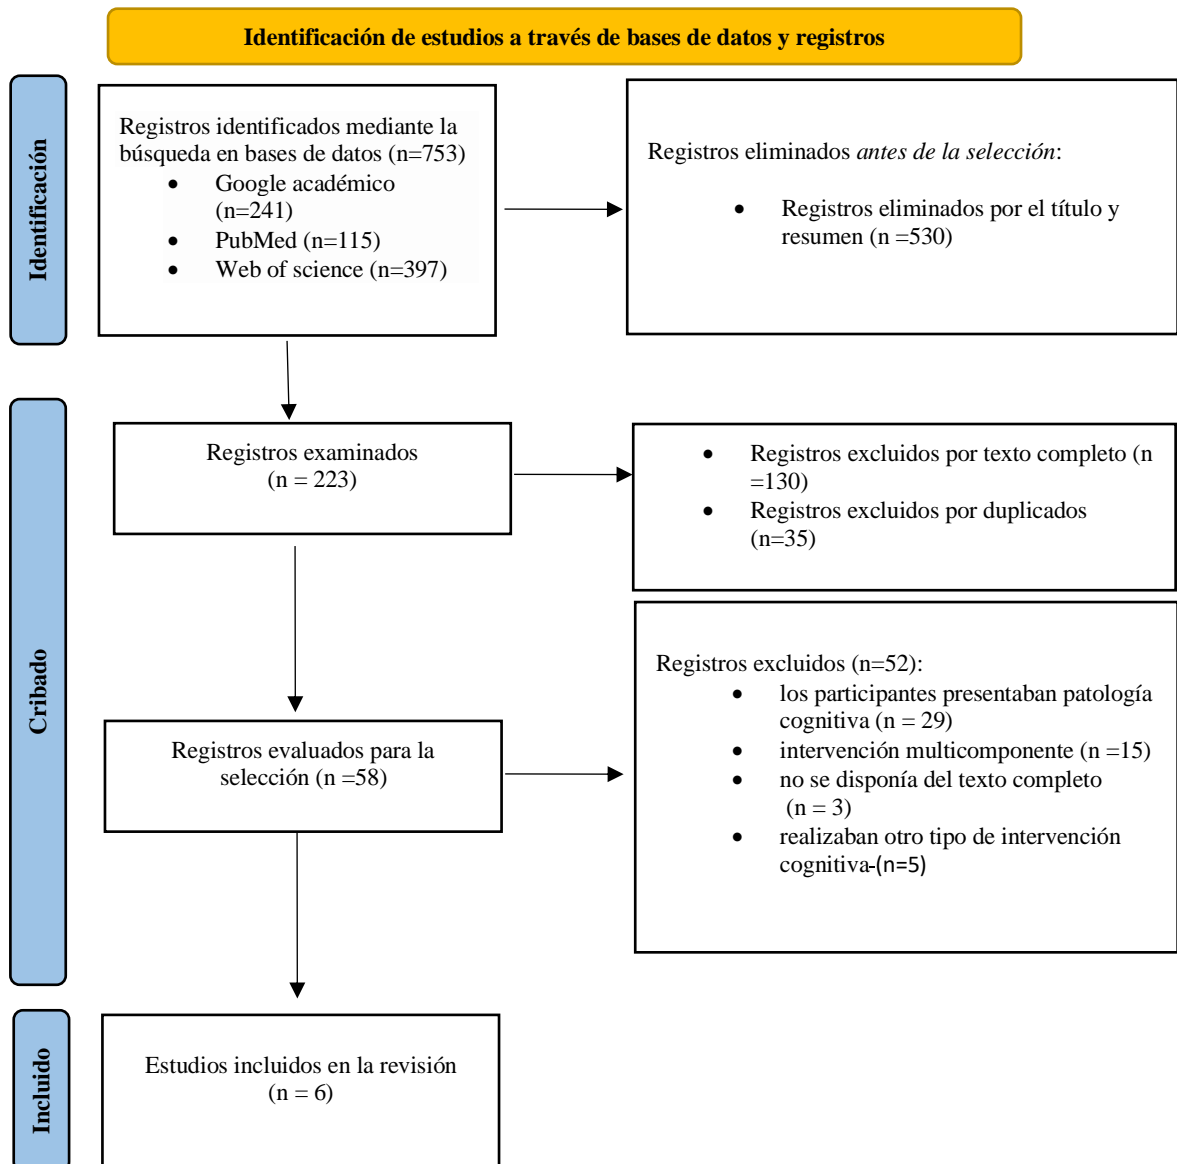 Identificación de estudios a través de bases de datos y registros
Identificación
Registros identificados mediante la
búsqueda en bases de datos (n=753)
• Google académico
(n=241)
• PubMed (n=115)
• Web of science (n=397)
Registros eliminados antes de la selección:
• Registros eliminados por el título y
resumen (n =530)
Cribado
Registros examinados
(n = 223)
• Registros excluidos por texto completo (n
=130)
• Registros excluidos por duplicados
(n=35)
Registros evaluados para la
selección (n =58)
Registros excluidos (n=52):
• los participantes presentaban patología
cognitiva (n = 29)
• intervención multicomponente (n =15)
• no se disponía del texto completo
(n = 3)
• realizaban otro tipo de intervención
cognitiva-(n=5)
Incluido
Estudios incluidos en la revisión
(n = 6)